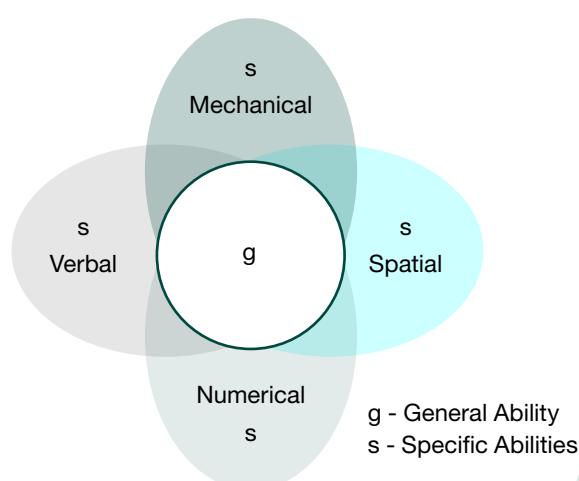 s
Mechanical
s
Verbal
g
s
Spatial
Numerical
s
g - General Ability
s - Specific Abilities